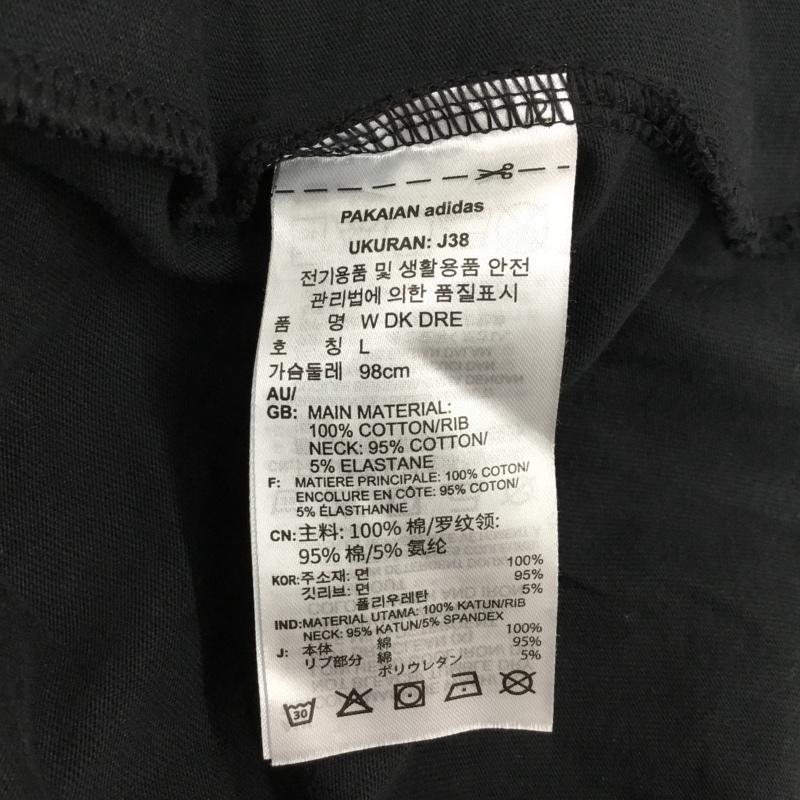 PAKAIAN adidas
UKURAN: J38
전기용품 및 생활용품 안전
관리법에 의한 품질표시
품 명 W DK DRE
호 칭 L
가슴둘레 98cm
AU/
GB: MAIN MATERIAL:
100% COTTON/RIB
NECK: 95% COTTON/
5% ELASTANE
F: MATIERE PRINCIPALE: 100% COTON/
ENCOLURE EN CÔTE: 95% COTON/
5% ÉLASTHANNE
CN: 主料: 100% 棉/罗纹领:
95% 棉/5% 氨纶
KOR: 주소재: 면 100%
깃리브: 면 95%
폴리우레탄 5%
IND: MATERIAL UTAMA: 100% KATUN/RIB
NECK: 95% KATUN/5% SPANDEX
J: 本体 綿 100%
リブ部分 綿 95%
ポリウレタン 5%
30